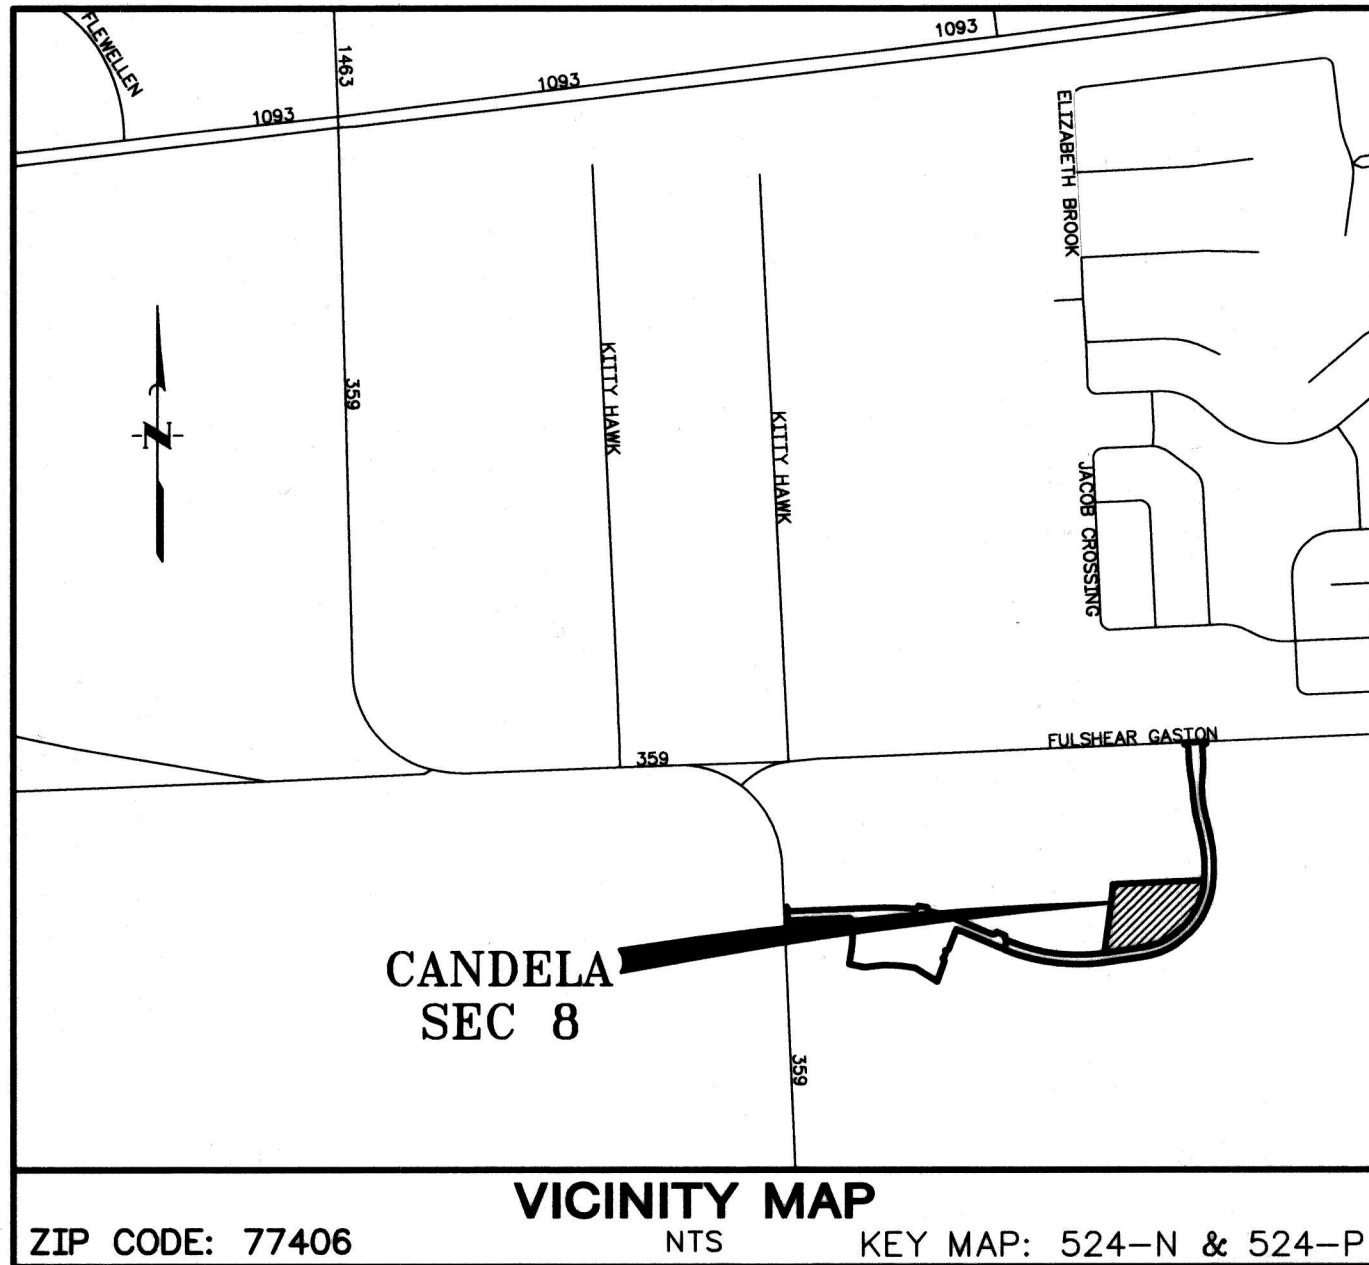 FLEWELLEN
1463
1093
1093
1093
ELIZABETH BROOK
359
N
KITTY HAWK
KITTY HAWK
JACOB CROSSING
FULSHEAR GASTON
359
CANDELA
SEC 8
359
VICINITY MAP
ZIP CODE: 77406
NTS
KEY MAP: 524-N & 524-P